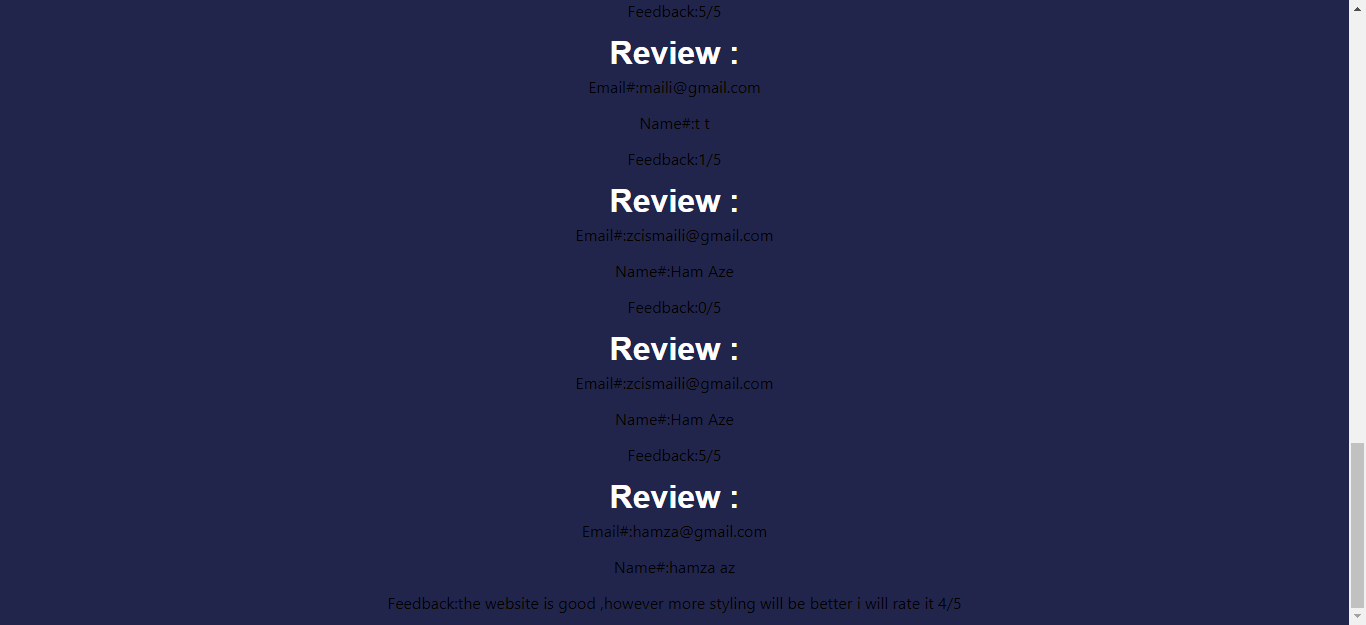 Feedback:5/5
Review :
Email#:maili@gmail.com
Name#:t t
Feedback:1/5
Review :
Email#:zcismaili@gmail.com
Name#:Ham Aze
Feedback:0/5
Review :
Email#:zcismaili@gmail.com
Name#:Ham Aze
Feedback:5/5
Review :
Email#:hamza@gmail.com
Name#:hamza az
Feedback:the website is good ,however more styling will be better i will rate it 4/5